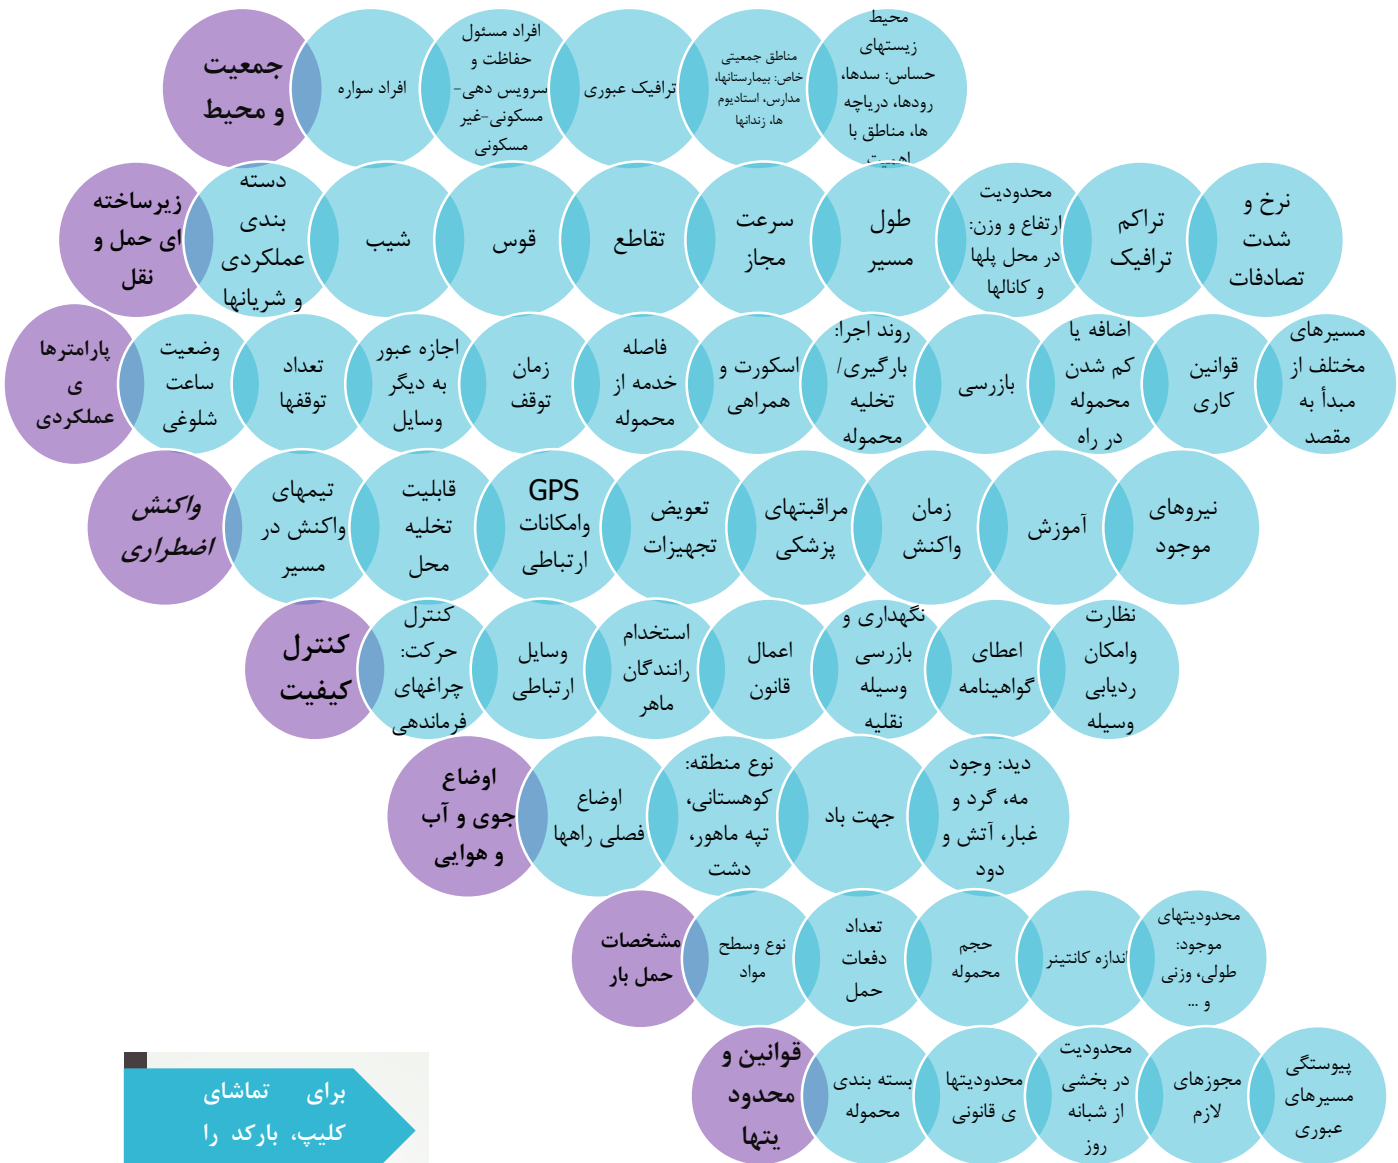 جمعیت
و محیط
افراد سواره
افراد مسئول
حفاظت و
سرویس دهی-
مسکونی-غیر
مسکونی
ترافیک عبوری
مناطق جمعیتی
خاص: بیمارستانها،
مدارس، استادیوم
ها، زندانها
محیط
زیستهای
حساس: سدها،
رودها، دریاچه
ها، مناطق با
اهمیت
زیرساخته
ای حمل و
نقل
دسته
بندی
عملکردی
و شریانها
شیب
قوس
تقاطع
سرعت
مجاز
طول
مسیر
محدودیت
ارتفاع و وزن:
در محل پلها
و کانالها
تراکم
ترافیک
نرخ و
شدت
تصادفات
پارامترها
ی
عملکردی
وضعیت
ساعت
شلوغی
تعداد
توقفها
اجازه عبور
به دیگر
وسایل
زمان
توقف
فاصله
خدمه از
محموله
اسکورت و
همراهی
روند اجرا:
بارگیری/
تخلیه
محموله
بازرسی
اضافه یا
کم شدن
محموله
در راه
قوانین
کاری
مسیرهای
مختلف از
مبدأ به
مقصد
واکنش
اضطراری
تیمهای
واکنش در
مسیر
قابلیت
تخلیه
محل
GPS
وامکانات
ارتباطی
تعویض
تجهیزات
مراقبتهای
پزشکی
زمان
واکنش
آموزش
نیروهای
موجود
کنترل
کیفیت
کنترل
حرکت:
چراغهای
فرماندهی
وسایل
ارتباطی
استخدام
رانندگان
ماهر
اعمال
قانون
نگهداری و
بازرسی
وسیله
نقلیه
اعطای
گواهینامه
نظارت
وامکان
ردیابی
وسیله
اوضاع
جوی و آب
و هوایی
اوضاع
فصلی راهها
نوع منطقه:
کوهستانی،
تپه ماهور،
دشت
جهت باد
دید: وجود
مه، گرد و
غبار، آتش و
دود
مشخصات
حمل بار
نوع وسطح
مواد
تعداد
دفعات
حمل
حجم
محموله
اندازه کانتینر
محدودیتهای
موجود:
طولی، وزنی
و ...
قوانین و
محدود
یتها
بسته بندی
محموله
محدودیتها
ی قانونی
محدودیت
در بخشی
از شبانه
روز
مجوزهای
لازم
پیوستگی
مسیرهای
عبوری
برای تماشای
کلیپ، بارکد را